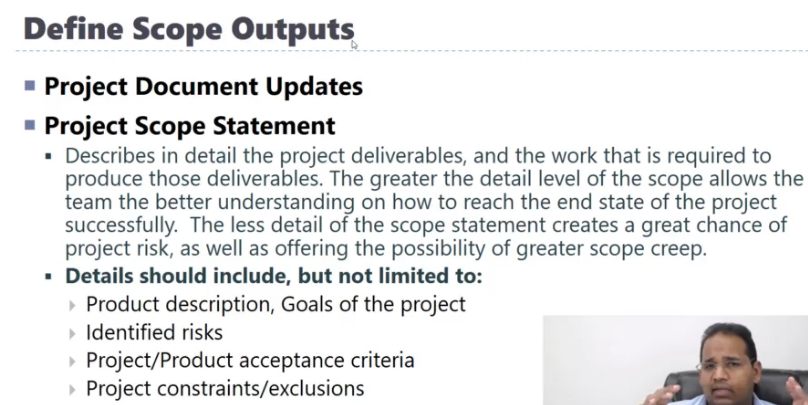 Define Scope Outputs
Project Document Updates
Project Scope Statement
Describes in detail the project deliverables, and the work that is required to
produce those deliverables. The greater the detail level of the scope allows the
team the better understanding on how to reach the end state of the project
successfully.  The less detail of the scope statement creates a great chance of
project risk, as well as offering the possibility of greater scope creep.
Details should include, but not limited to:
Product description, Goals of the project
Identified risks
Project/Product acceptance criteria
Project constraints/exclusions